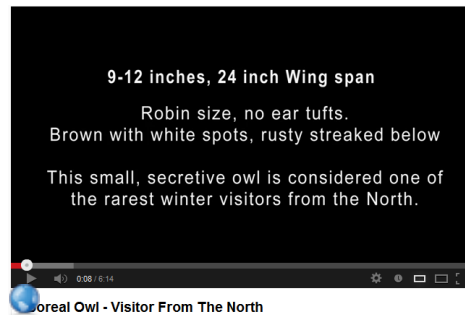 9-12 inches, 24 inch Wing span
Robin size, no ear tufts.
Brown with white spots, rusty streaked below
This small, secretive owl is considered one of
the rarest winter visitors from the North.
0:08 / 6:14
oreal Owl - Visitor From The North